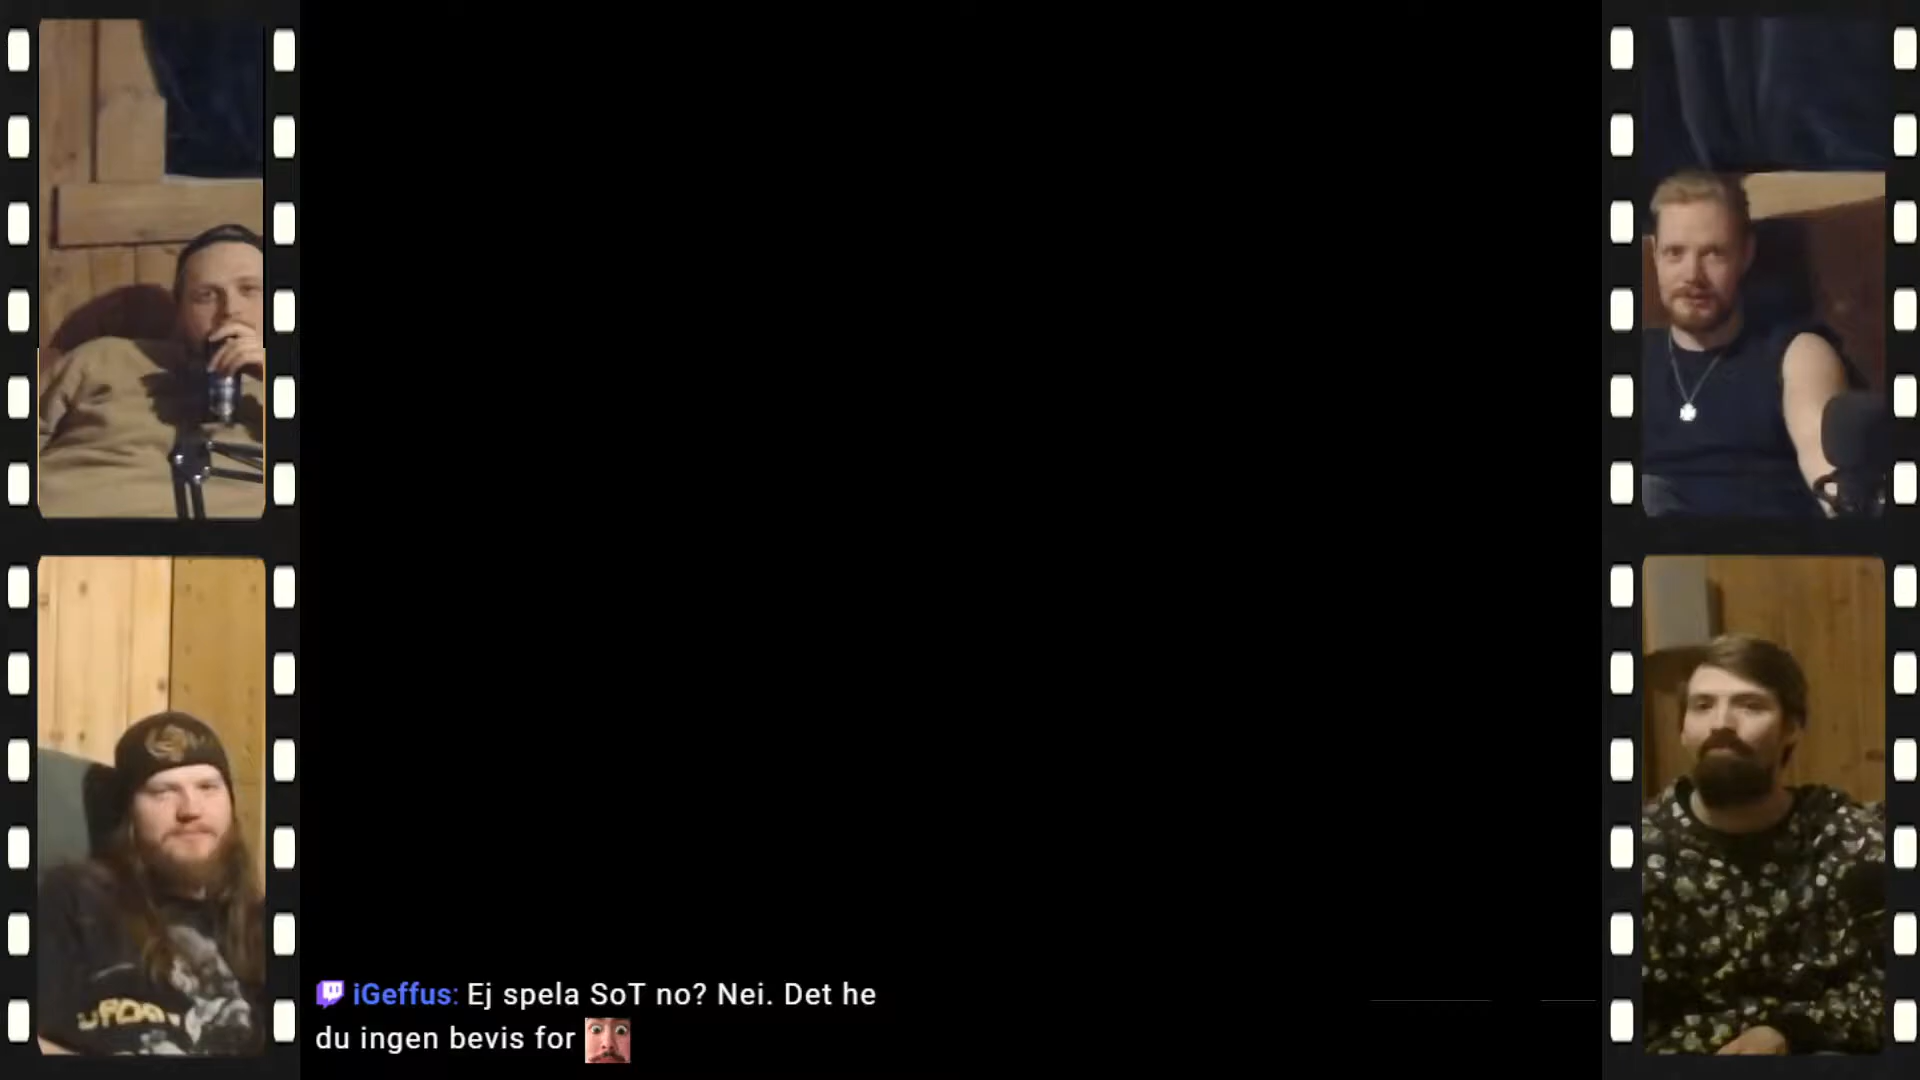 iGeffus: Ej spela SoT no? Nei. Det he
du ingen bevis for